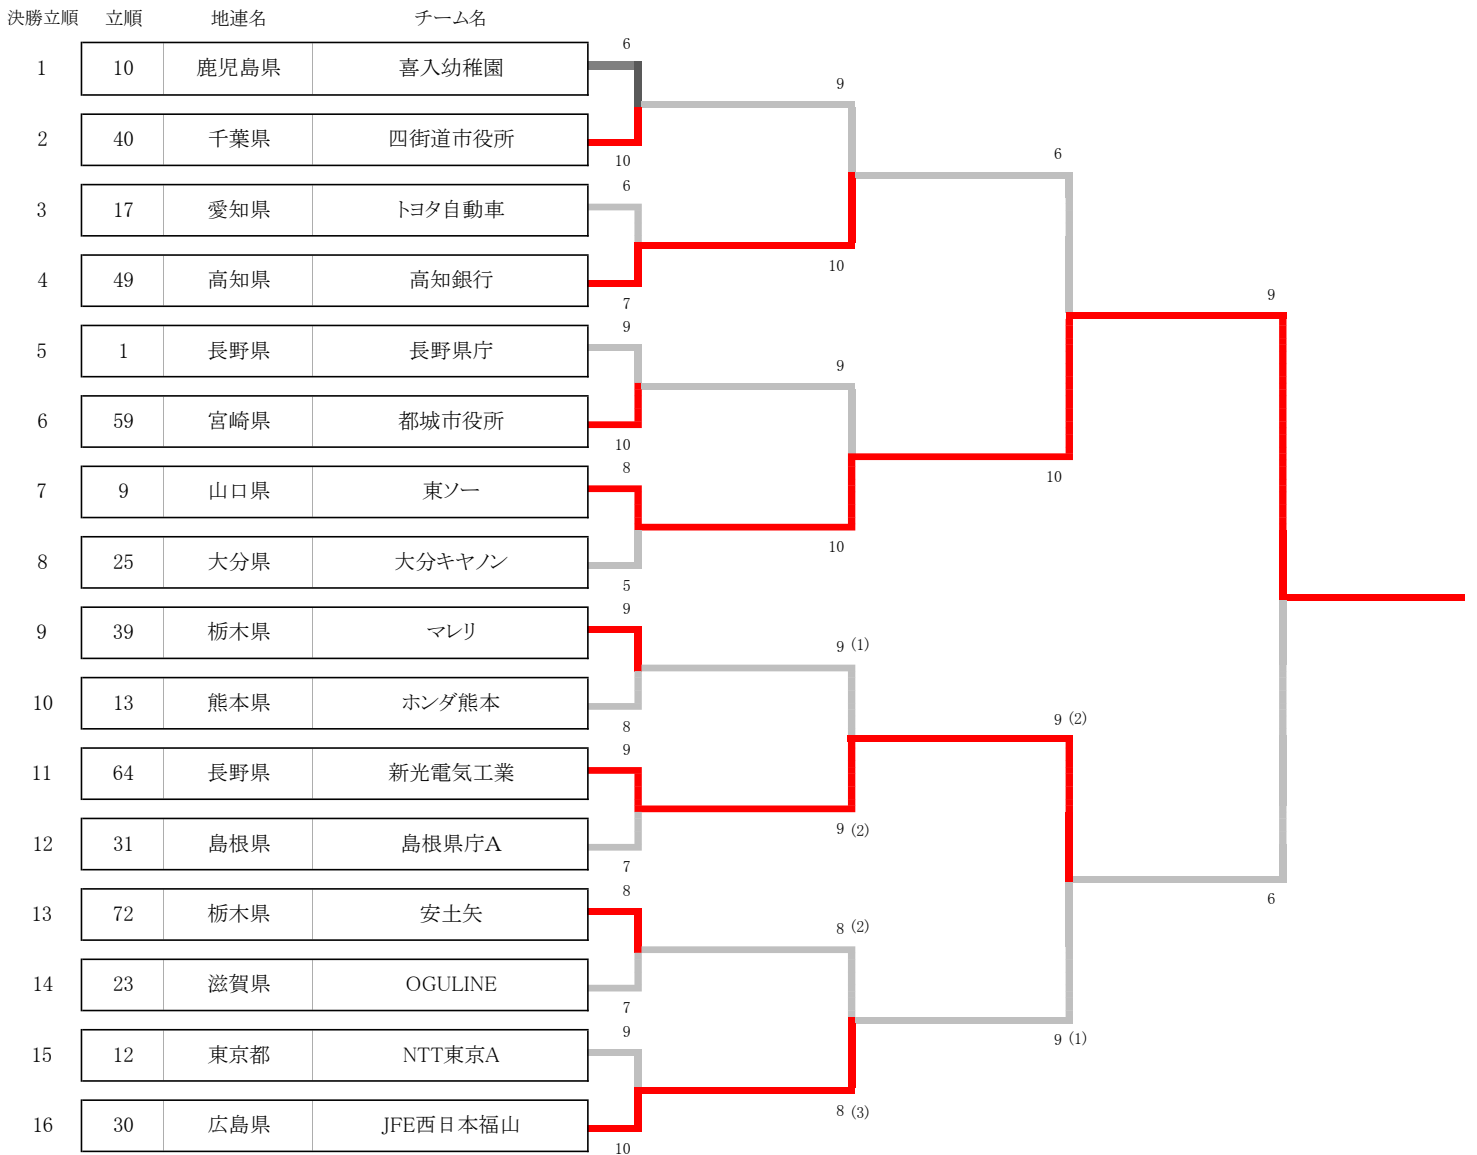 決勝立順 立順 地連名 チーム名
6
1 10 鹿児島県 喜入幼稚園
9
2 40 千葉県 四街道市役所
6
10
6
3 17 愛知県 トヨタ自動車
10
4 49 高知県 高知銀行
9
7
9
5 1 長野県 長野県庁
9
6 59 宮崎県 都城市役所
10
8
10
7 9 山口県 東ソー
10
8 25 大分県 大分キヤノン
5
9
9 39 栃木県 マレリ
9 (1)
10 13 熊本県 ホンダ熊本
9 (2)
8
9
11 64 長野県 新光電気工業
9 (2)
12 31 島根県 島根県庁A
7
8
6
13 72 栃木県 安土矢
8 (2)
14 23 滋賀県 OGULINE
7
9
9 (1)
15 12 東京都 NTT東京A
8 (3)
16 30 広島県 JFE西日本福山
10